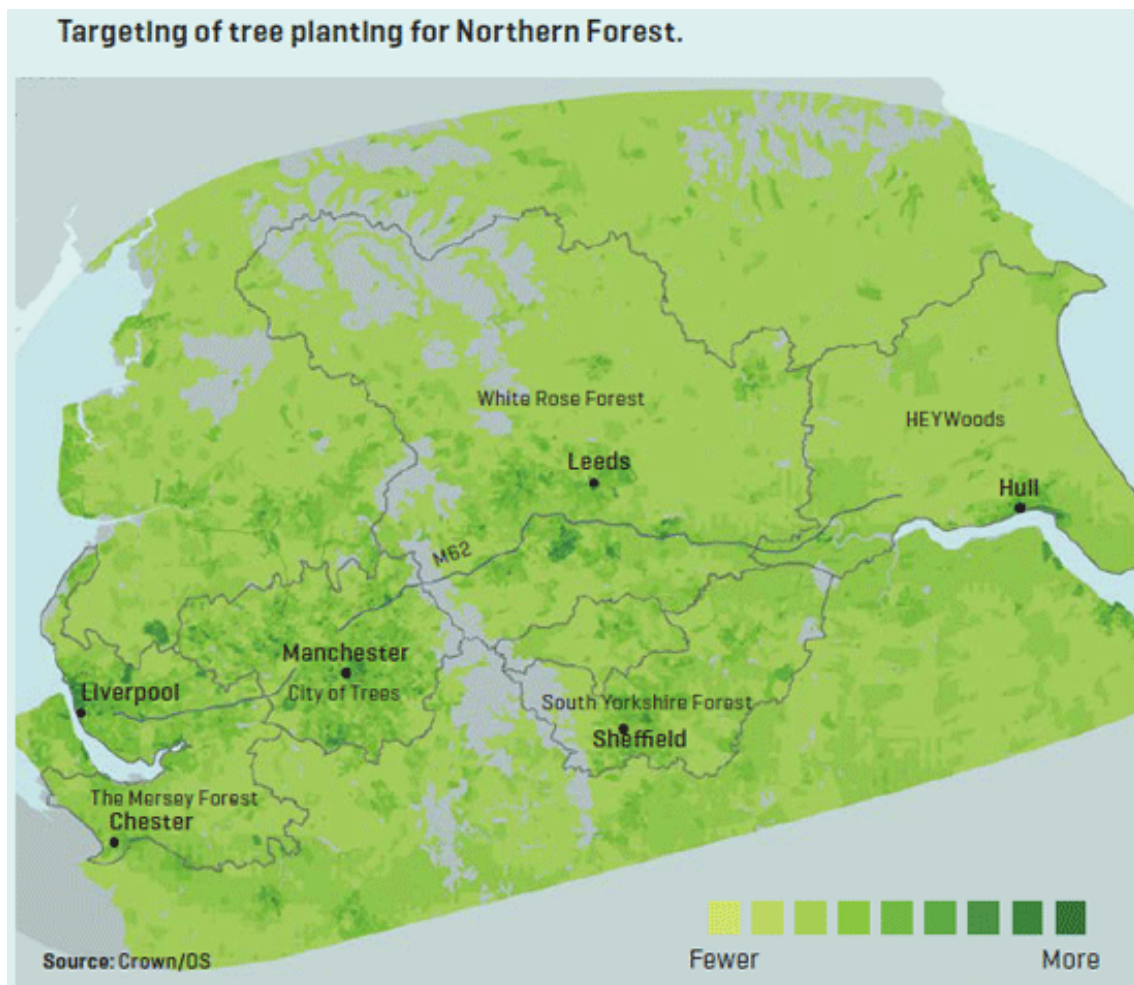 Targeting of tree planting for Northern Forest.
White Rose Forest
HEYWoods
Leeds
Hull
M62
Manchester
City of Trees
Liverpool
South Yorkshire Forest
Sheffield
The Mersey Forest
Chester
Source: Crown/OS
Fewer
More